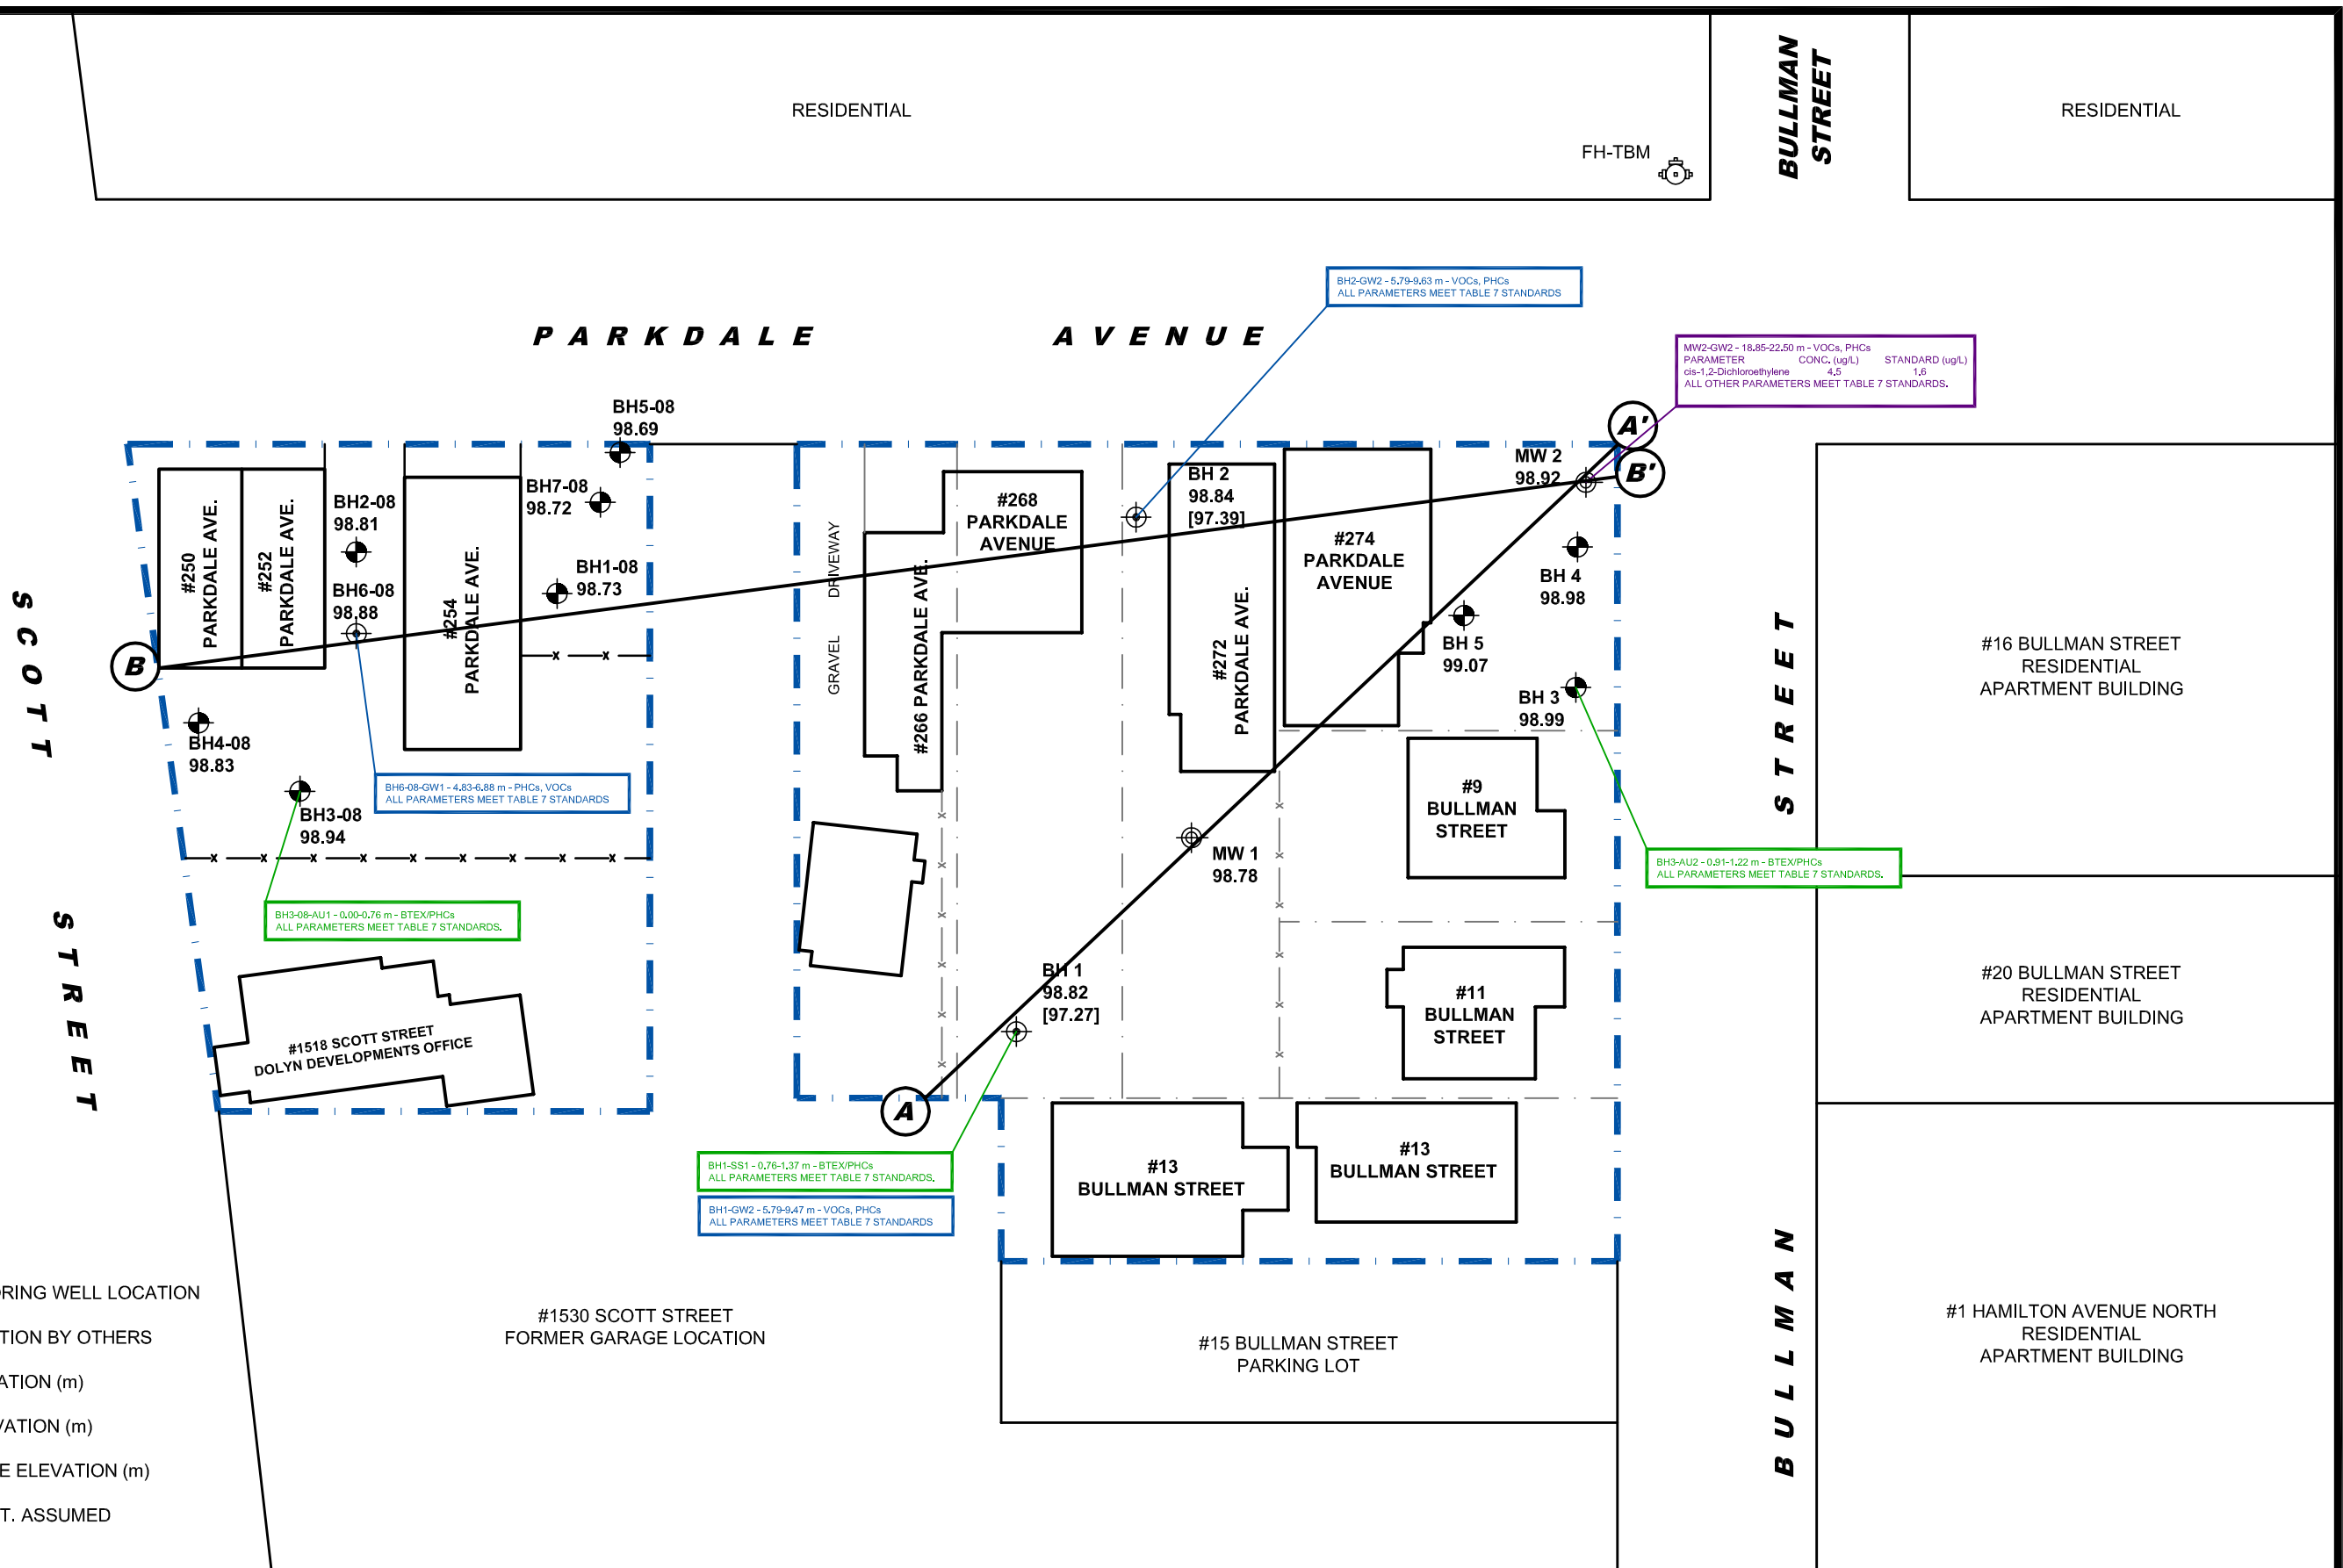 RESIDENTIAL
FH-TBM
BULLMAN
STREET
RESIDENTIAL
BH2-GW2 - 5.79-9.63 m - VOCs, PHCs
ALL PARAMETERS MEET TABLE 7 STANDARDS
PARKDALE AVENUE
MW2-GW2 - 18.85-22.50 m - VOCs, PHCs
PARAMETER CONC. (ug/L) STANDARD (ug/L)
cis-1,2-Dichloroethylene 4.5 1.6
ALL OTHER PARAMETERS MEET TABLE 7 STANDARDS.
BH5-08
98.69
A'
B'
MW 2
98.92
BH 2
98.84
[97.39]
BH7-08
98.72
BH2-08
98.81
#250
PARKDALE AVE.
#252
PARKDALE AVE.
#254
PARKDALE AVE.
BH1-08
98.73
BH6-08
98.88
#268
PARKDALE
AVENUE
GRAVEL DRIVEWAY
#266 PARKDALE AVE.
#272
PARKDALE AVE.
#274
PARKDALE
AVENUE
BH 4
98.98
BH 5
99.07
BH 3
98.99
SCOTT STREET
B
BH4-08
98.83
BH6-08-GW1 - 4.83-6.88 m - PHCs, VOCs
ALL PARAMETERS MEET TABLE 7 STANDARDS
BH3-08
98.94
BH3-08-AU1 - 0.00-0.76 m - BTEX/PHCs
ALL PARAMETERS MEET TABLE 7 STANDARDS.
MW 1
98.78
#9
BULLMAN
STREET
BH3-AU2 - 0.91-1.22 m - BTEX/PHCs
ALL PARAMETERS MEET TABLE 7 STANDARDS.
BULLMAN STREET
#16 BULLMAN STREET
RESIDENTIAL
APARTMENT BUILDING
#20 BULLMAN STREET
RESIDENTIAL
APARTMENT BUILDING
BH 1
98.82
[97.27]
#11
BULLMAN
STREET
#1518 SCOTT STREET
DOLYN DEVELOPMENTS OFFICE
A
BH1-SS1 - 0.76-1.37 m - BTEX/PHCs
ALL PARAMETERS MEET TABLE 7 STANDARDS.
BH1-GW2 - 5.79-9.47 m - VOCs, PHCs
ALL PARAMETERS MEET TABLE 7 STANDARDS
#13
BULLMAN STREET
#13
BULLMAN STREET
#1530 SCOTT STREET
FORMER GARAGE LOCATION
#15 BULLMAN STREET
PARKING LOT
#1 HAMILTON AVENUE NORTH
RESIDENTIAL
APARTMENT BUILDING
ORING WELL LOCATION
TION BY OTHERS
ATION (m)
VATION (m)
E ELEVATION (m)
T. ASSUMED